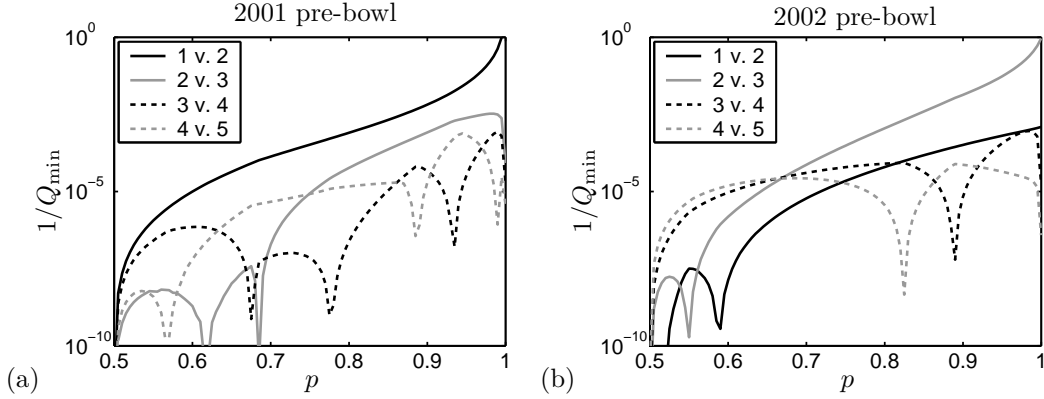 2001 pre-bowl
10^0
10^−5
10^−10
1/Q_min
1 v. 2
2 v. 3
3 v. 4
4 v. 5
0.5 0.6 0.7 0.8 0.9 1
p
(a)
2002 pre-bowl
10^0
10^−5
10^−10
1/Q_min
1 v. 2
2 v. 3
3 v. 4
4 v. 5
0.5 0.6 0.7 0.8 0.9 1
p
(b)